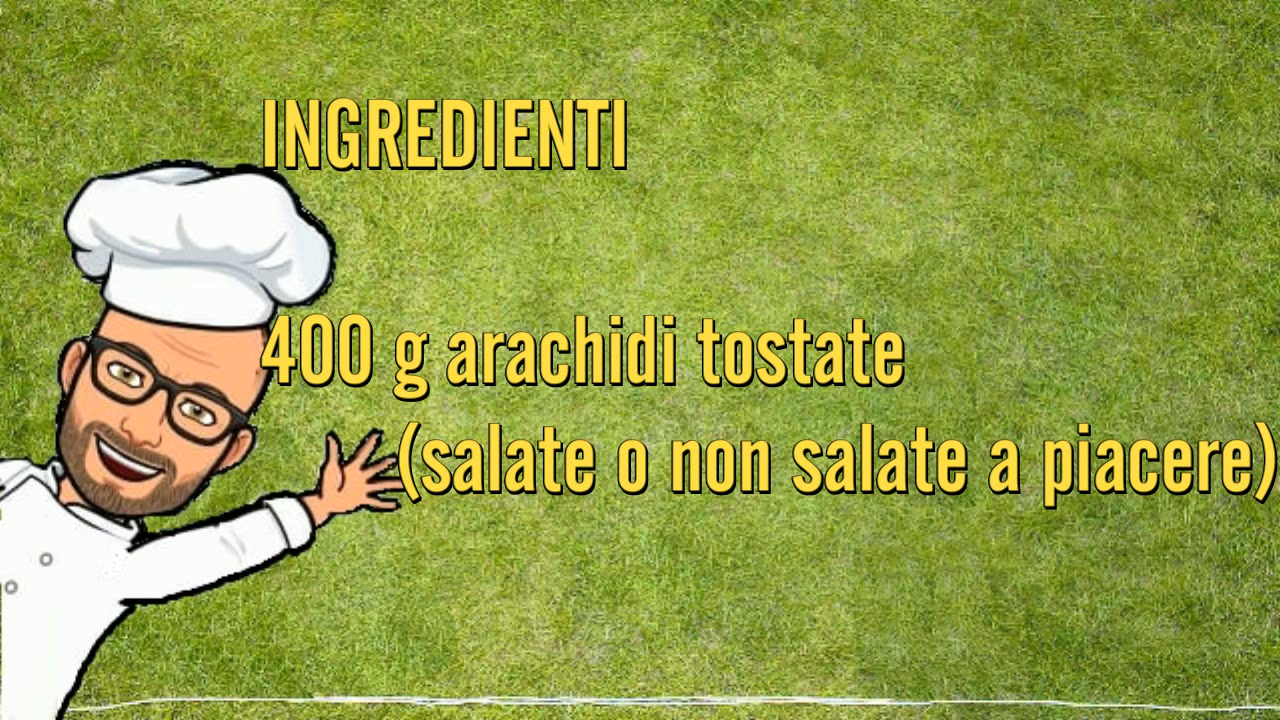 INGREDIENTI
400 g arachidi tostate
(salate o non salate a piacere)